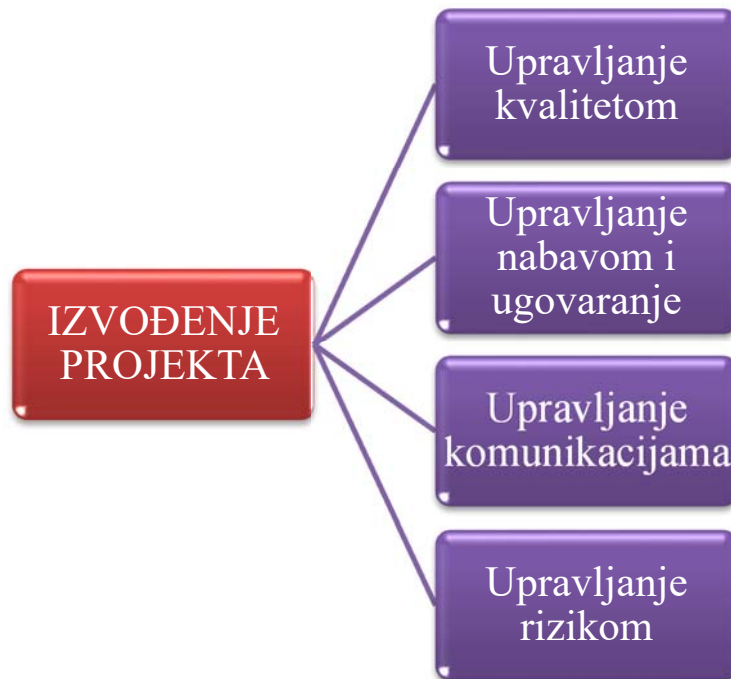 Upravljanje
kvalitetom
Upravljanje
nabavom i
ugovaranje
IZVOĐENJE
PROJEKTA
Upravljanje
komunikacijama
Upravljanje
rizikom